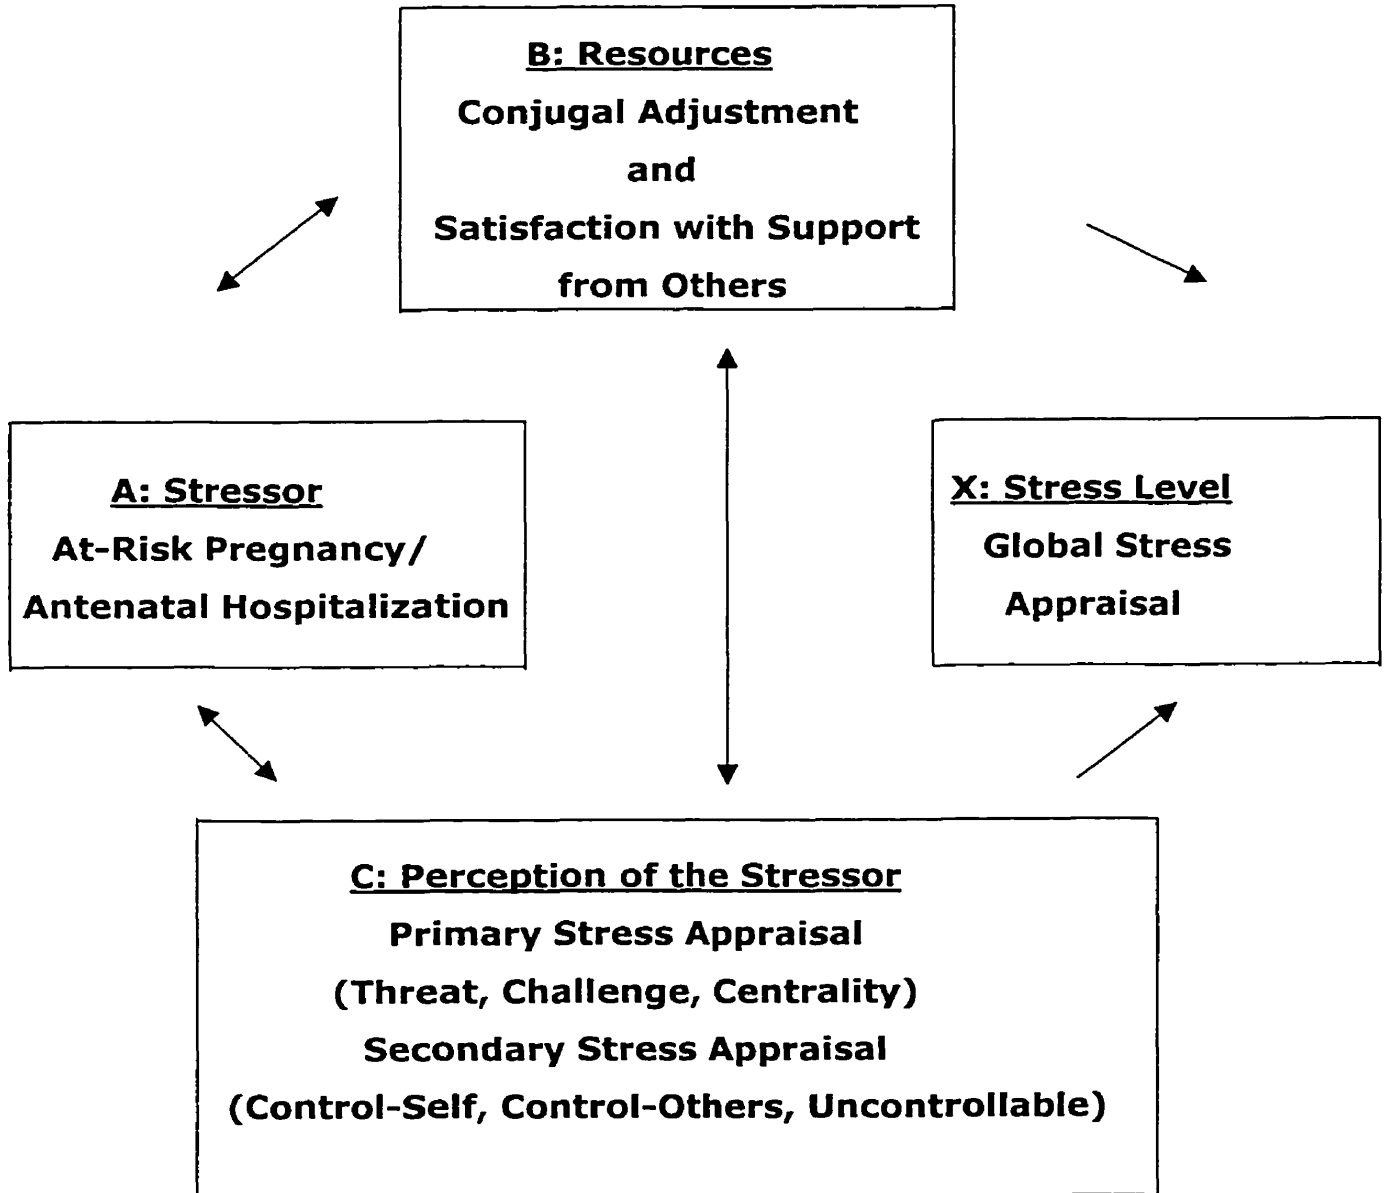 B: Resources
Conjugal Adjustment
and
Satisfaction with Support
from Others
A: Stressor
At-Risk Pregnancy/
Antenatal Hospitalization
X: Stress Level
Global Stress
Appraisal
C: Perception of the Stressor
Primary Stress Appraisal
(Threat, Challenge, Centrality)
Secondary Stress Appraisal
(Control-Self, Control-Others, Uncontrollable)